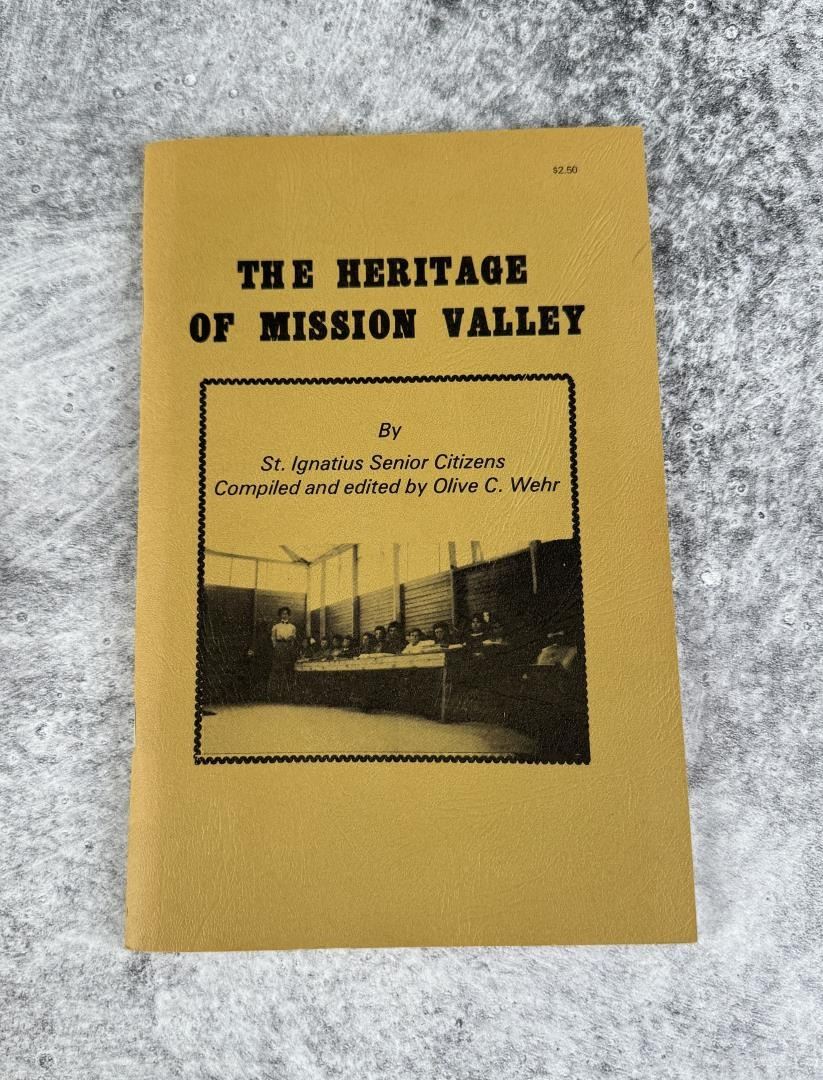 $2.50
THE HERITAGE
OF MISSION VALLEY
By
St. Ignatius Senior Citizens
Compiled and edited by Olive C. Wehr